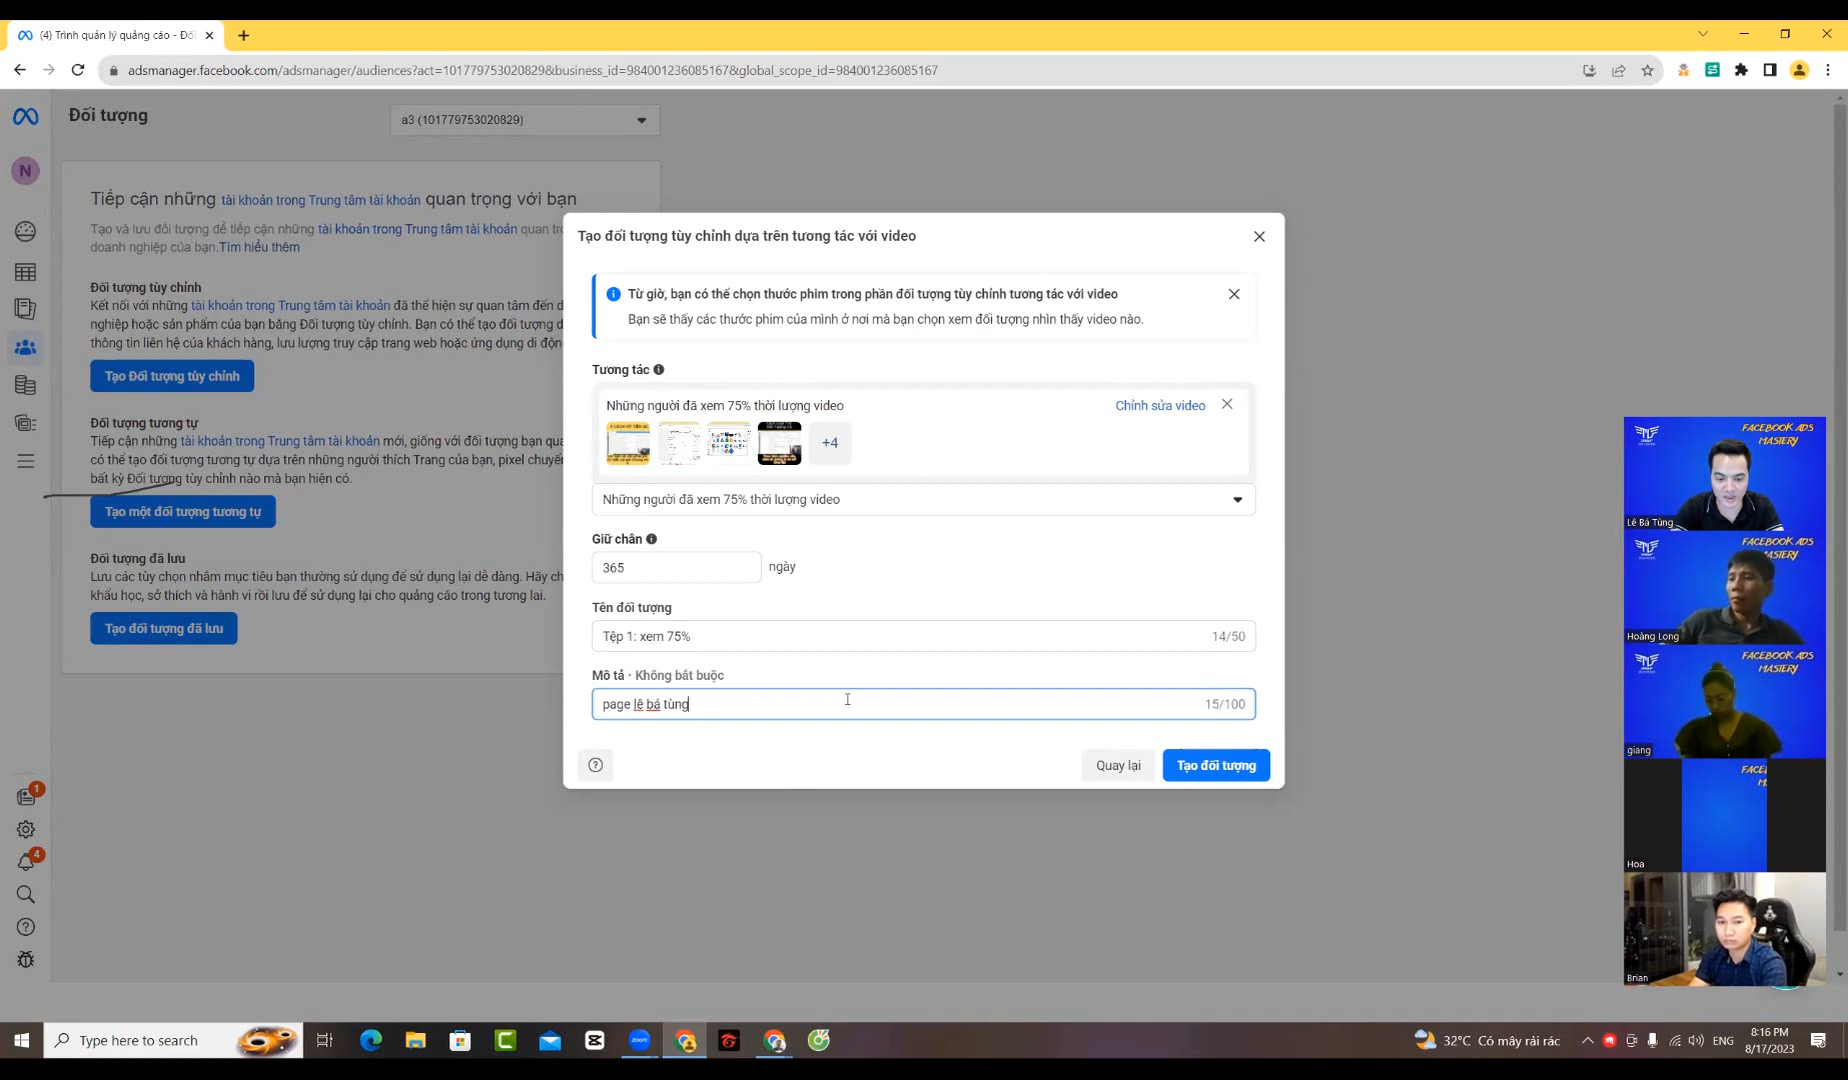 (4) Trình quản lý quảng cáo - Đối
adsmanager.facebook.com/adsmanager/audiences?act=101779753020829&business_id=984001236085167&global_scope_id=984001236085167
Đối tượng
a3 (101779753020829)
N
Tiếp cận những tài khoản trong Trung tâm tài khoản quan trọng với bạn
Tạo và lưu đối tượng để tiếp cận những tài khoản trong Trung tâm tài khoản quan
doanh nghiệp của bạn.Tìm hiểu thêm
Đối tượng tùy chỉnh
Kết nối với những tài khoản trong Trung tâm tài khoản đã thể hiện sự quan tâm đến
nghiệp hoặc sản phẩm của bạn bằng Đối tượng tùy chỉnh. Bạn có thể tạo đối tượng
thông tin liên hệ của khách hàng, lưu lượng truy cập trang web hoặc ứng dụng di động
Tạo Đối tượng tùy chỉnh
Đối tượng tương tự
Tiếp cận những tài khoản trong Trung tâm tài khoản mới, giống với đối tượng bạn
có thể tạo đối tượng tương tự dựa trên những người thích Trang của bạn, pixel chuyển
bất kỳ Đối tượng tùy chỉnh nào mà bạn hiện có.
Tạo một đối tượng tương tự
Đối tượng đã lưu
Lưu các tùy chọn nhắm mục tiêu bạn thường sử dụng để sử dụng lại dễ dàng. Hãy
khẩu học, sở thích và hành vi rồi lưu để sử dụng lại cho quảng cáo trong tương lai.
Tạo đối tượng đã lưu
1
4
Tạo đối tượng tùy chỉnh dựa trên tương tác với video
Từ giờ, bạn có thể chọn thước phim trong phần đối tượng tùy chỉnh tương tác với video
Bạn sẽ thấy các thước phim của mình ở nơi mà bạn chọn xem đối tượng nhìn thấy video nào.
Tương tác
Những người đã xem 75% thời lượng video
Chỉnh sửa video
+4
Những người đã xem 75% thời lượng video
Giữ chân
365
ngày
Tên đối tượng
Tệp 1: xem 75%
14/50
Mô tả · Không bắt buộc
page lê bá tùng
15/100
Quay lại
Tạo đối tượng
FACEBOOK ADS
MASTERY
Lê Bá Tùng
FACEBOOK ADS
MASTERY
Hoàng Long
FACEBOOK ADS
MASTERY
giang
Hoa
Brian
Type here to search
zoom
32°C Có mây rải rác
ENG
8:16 PM
8/17/2023